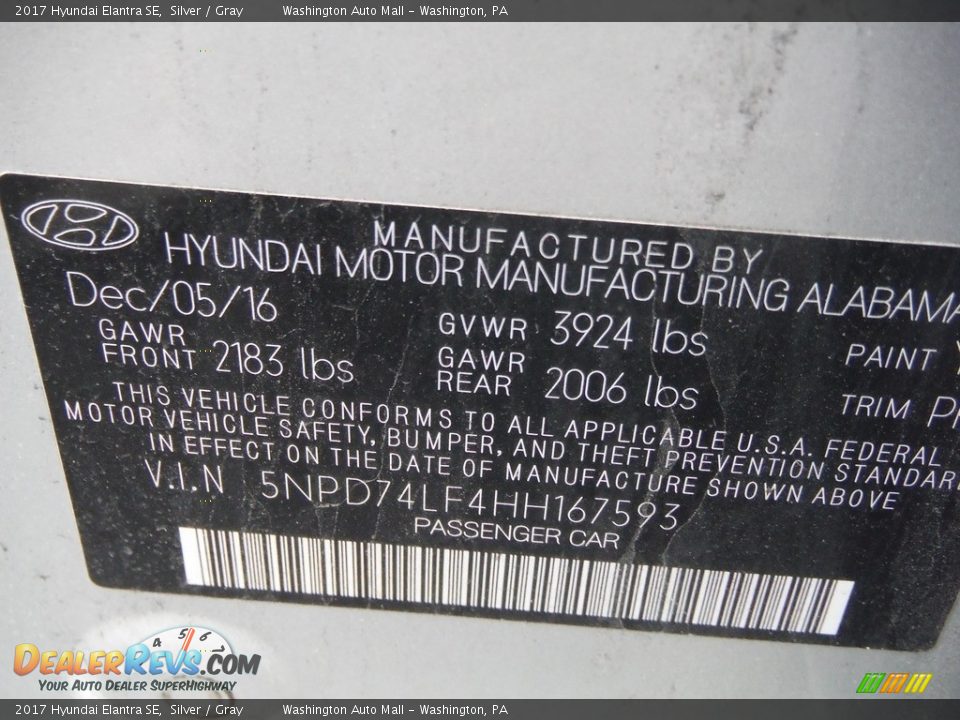 2017 Hyundai Elantra SE, Silver / Gray Washington Auto Mall - Washington, PA
MANUFACTURED BY
HYUNDAI MOTOR MANUFACTURING ALABAMA
Dec/05/16
GAWR FRONT 2183 lbs
GVWR 3924 lbs
GAWR REAR 2006 lbs
PAINT
TRIM
THIS VEHICLE CONFORMS TO ALL APPLICABLE U.S.A. FEDERAL
MOTOR VEHICLE SAFETY, BUMPER, AND THEFT PREVENTION STANDAR
IN EFFECT ON THE DATE OF MANUFACTURE SHOWN ABOVE
V.I.N 5NPD74LF4HH167593
PASSENGER CAR
4 5 6
DEALERREVS.COM
YOUR AUTO DEALER SUPERHIGHWAY
2017 Hyundai Elantra SE, Silver / Gray Washington Auto Mall - Washington, PA